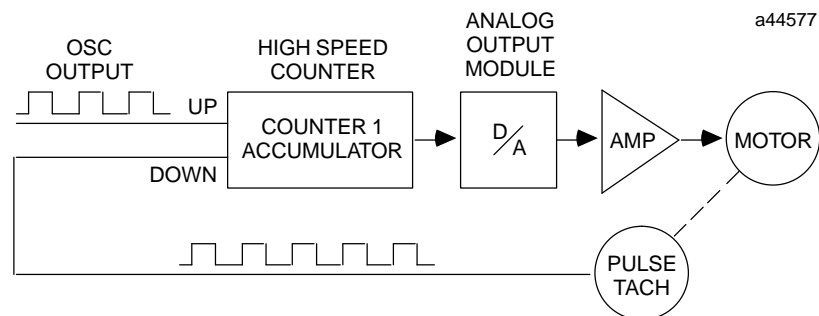 a44577
OSC
OUTPUT
HIGH SPEED
COUNTER
ANALOG
OUTPUT
MODULE
UP
DOWN
COUNTER 1
ACCUMULATOR
D/A
AMP
MOTOR
PULSE
TACH